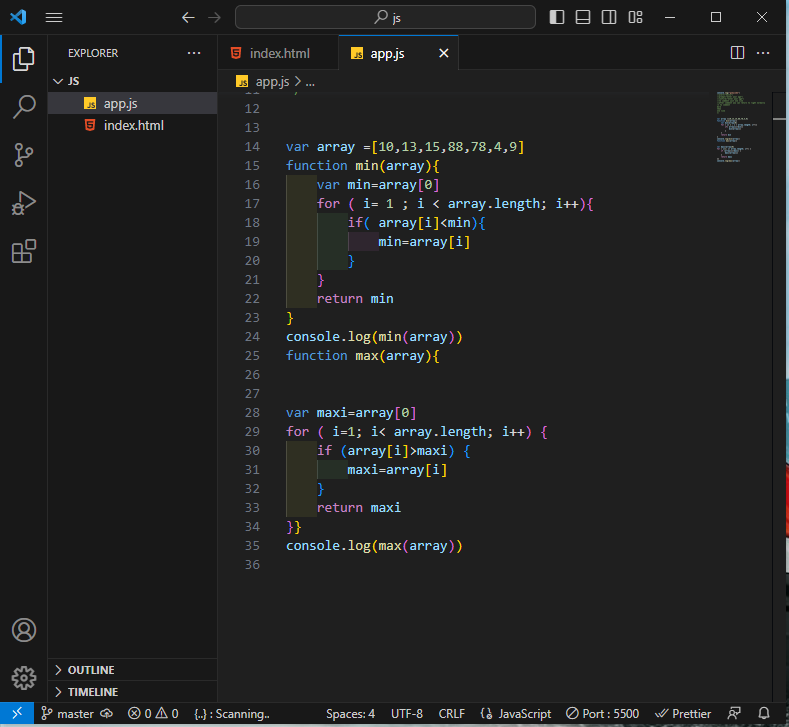 js
EXPLORER
index.html
app.js
JS
app.js
index.html
app.js > ...
12
13
14 var array =[10,13,15,88,78,4,9]
15 function min(array){
16 var min=array[0]
17 for ( i= 1 ; i < array.length; i++){
18 if( array[i]<min){
19 min=array[i]
20 }
21 }
22 return min
23 }
24 console.log(min(array))
25 function max(array){
26
27
28 var maxi=array[0]
29 for ( i=1; i< array.length; i++) {
30 if (array[i]>maxi) {
31 maxi=array[i]
32 }
33 return maxi
34 }}
35 console.log(max(array))
36
OUTLINE
TIMELINE
master 0 0 {..} : Scanning.. Spaces: 4 UTF-8 CRLF JavaScript Port : 5500 Prettier